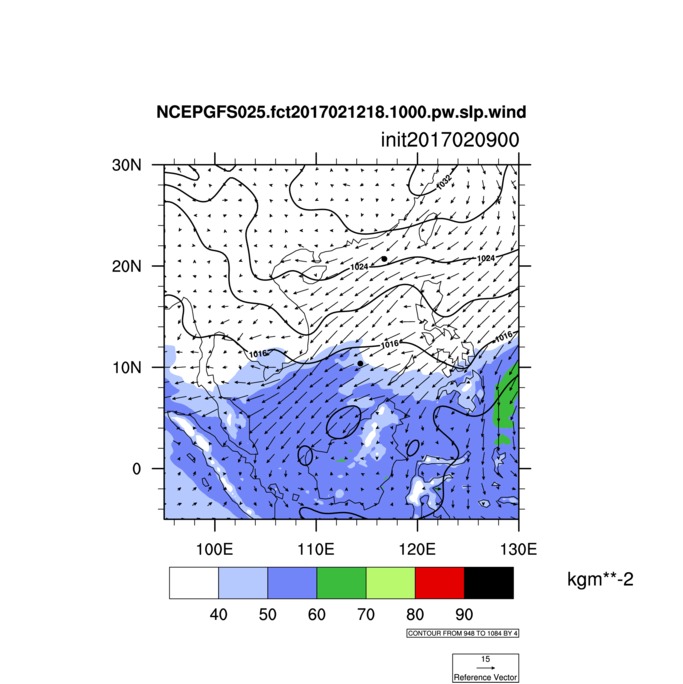 NCEPGFS025.fct2017021218.1000.pw.slp.wind
init2017020900
30N
1032
20N
1024
1024
1016
1016
1016
10N
0
100E 110E 120E 130E
kgm**-2
40 50 60 70 80 90
CONTOUR FROM 948 TO 1084 BY 4
15
Reference Vector